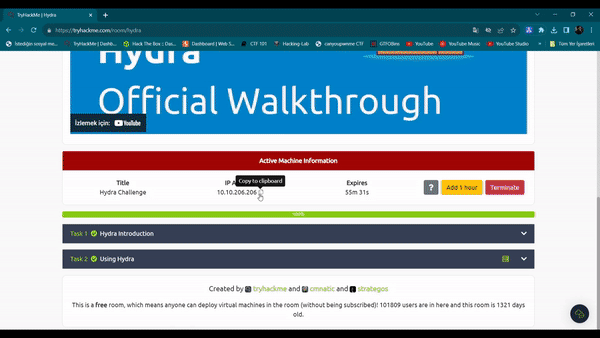 TryHackMe | Hydra
https://tryhackme.com/room/hydra
TryHackMe | Dashb... Hack The Box :: Das... Dashboard | Web S... CTF 101 Hacking-Lab canyoupwnme CTF GTFOBins YouTube YouTube Music YouTube Studio » Tüm Yer İşaretleri
Hydra
Official Walkthrough
İzlemek için: YouTube
Active Machine Information
Copy to clipboard
Title IP A Expires
Hydra Challenge 10.10.206.206 55m 31s
? Add 1 hour Terminate
100%
Task 1 Hydra Introduction
Task 2 Using Hydra
Created by tryhackme and cmnatic and strategos
This is a free room, which means anyone can deploy virtual machines in the room (without being subscribed)! 101809 users are in here and this room is 1321 days
old.